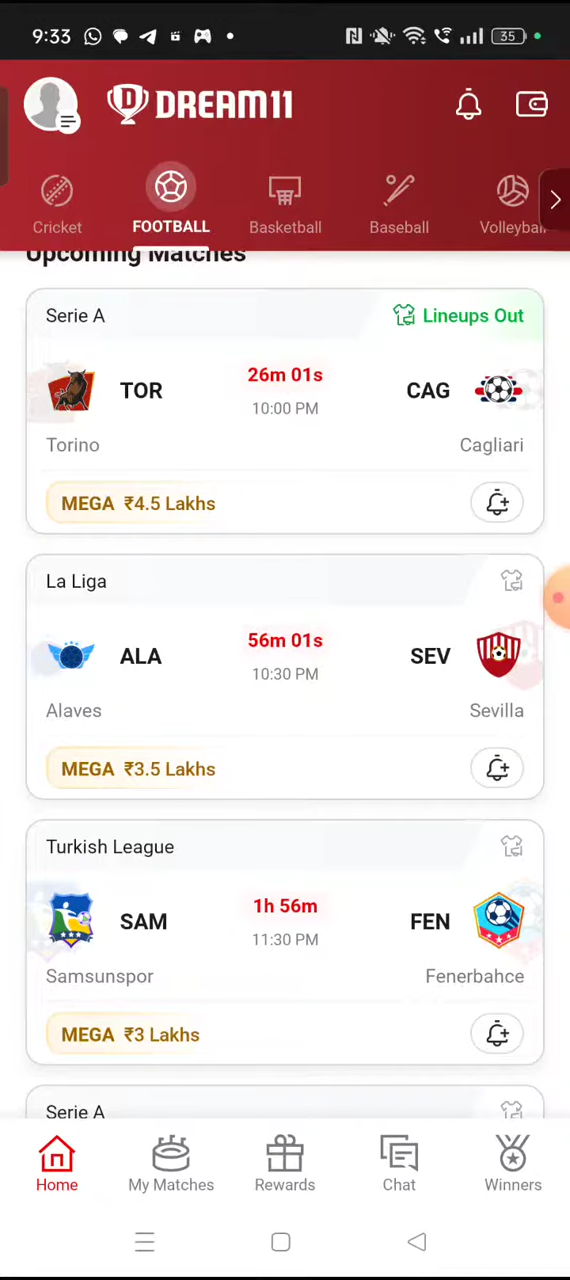 9:33
35
DREAM11
Cricket
FOOTBALL
Basketball
Baseball
Volleyball
Upcoming Matches
Serie A
Lineups Out
TOR
26m 01s
CAG
10:00 PM
Torino
Cagliari
MEGA ₹4.5 Lakhs
La Liga
ALA
56m 01s
SEV
10:30 PM
Alaves
Sevilla
MEGA ₹3.5 Lakhs
Turkish League
SAM
1h 56m
FEN
11:30 PM
Samsunspor
Fenerbahce
MEGA ₹3 Lakhs
Serie A
Home
My Matches
Rewards
Chat
Winners